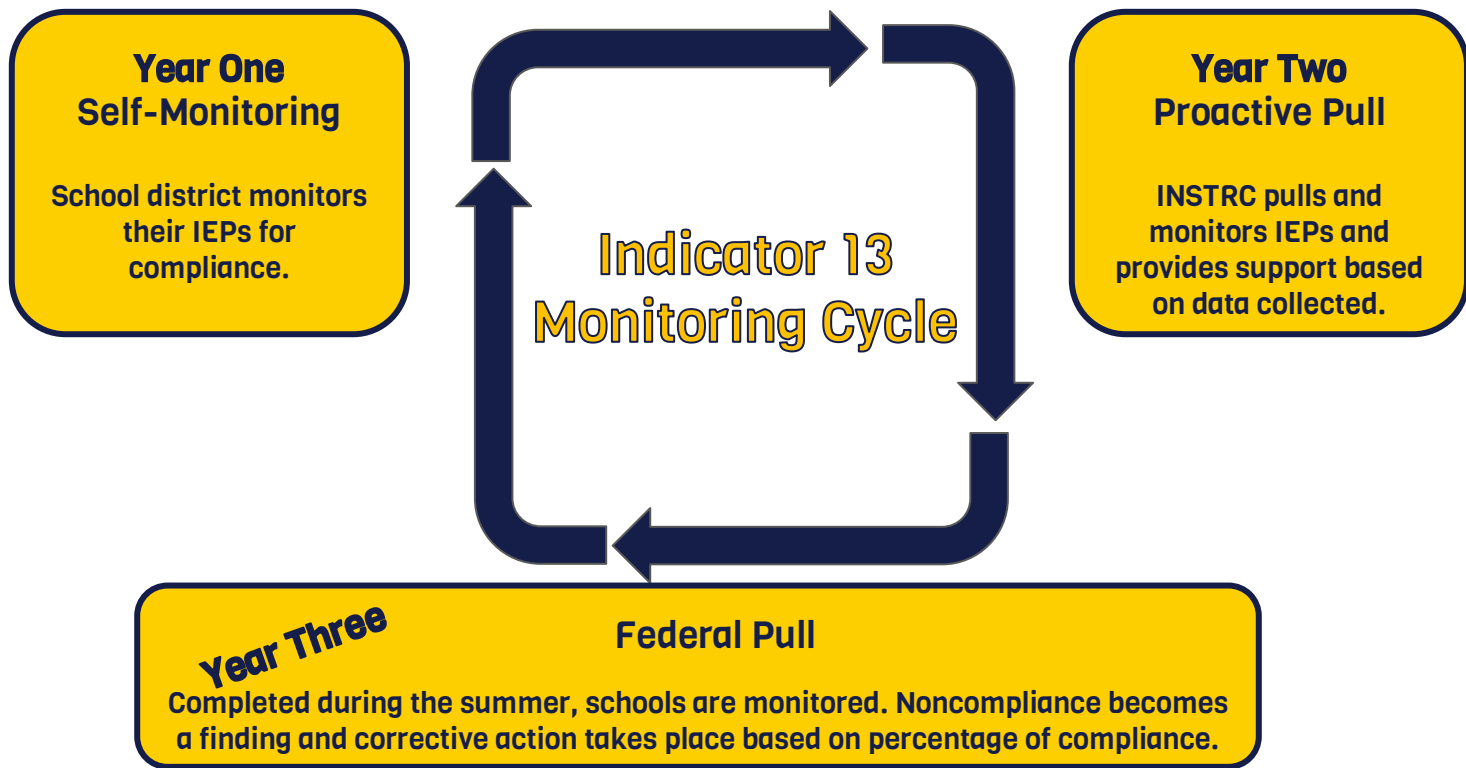 Year One
Self-Monitoring
School district monitors
their IEPs for
compliance.
Indicator 13
Monitoring Cycle
Year Two
Proactive Pull
INSTRC pulls and
monitors IEPs and
provides support based
on data collected.
Year Three
Federal Pull
Completed during the summer, schools are monitored. Noncompliance becomes
a finding and corrective action takes place based on percentage of compliance.